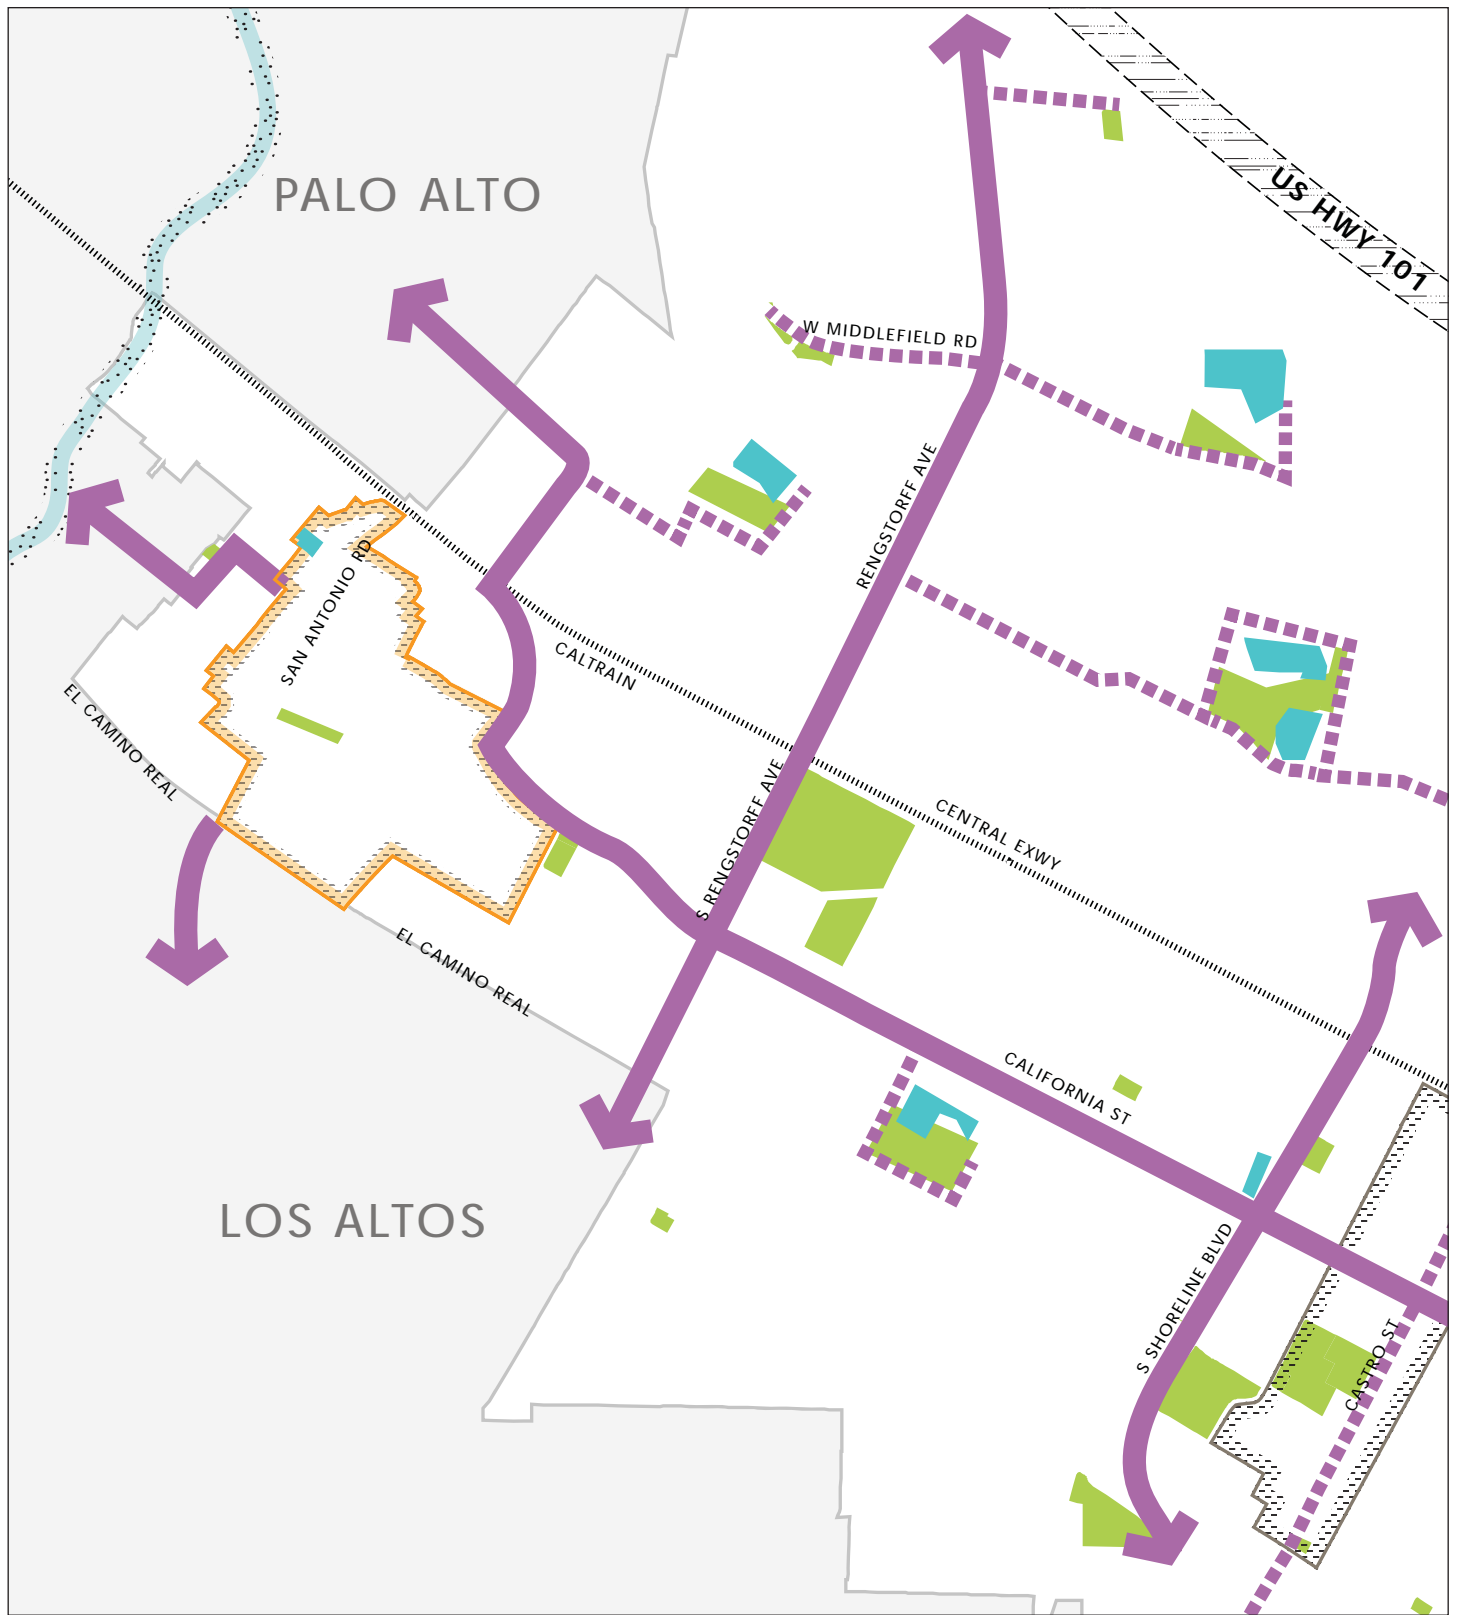 PALO ALTO
US HWY 101
W MIDDLEFIELD RD
RENGSTORFF AVE
SAN ANTONIO RD
CALTRAIN
EL CAMINO REAL
S RENGSTORFF AVE
CENTRAL EXWY
EL CAMINO REAL
CALIFORNIA ST
LOS ALTOS
S SHORELINE BLVD
CASTRO ST